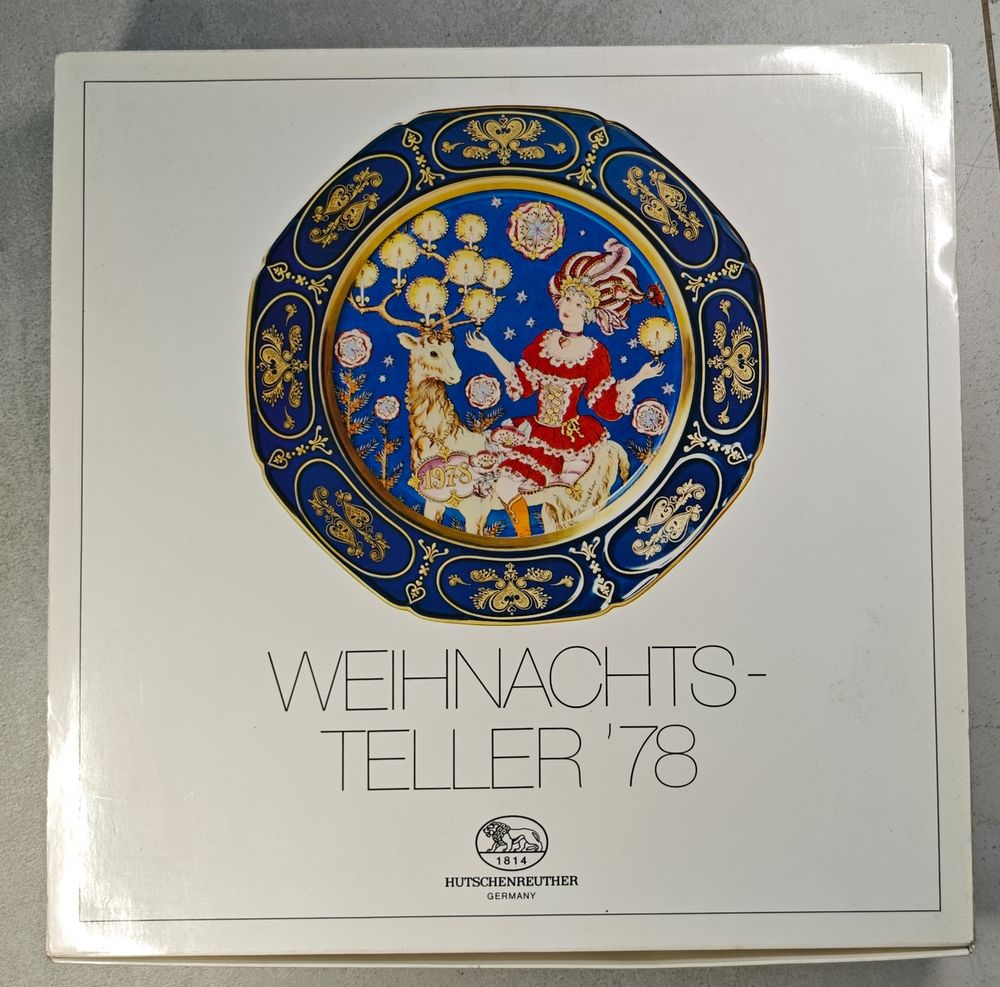 1978
WEIHNACHTS-
TELLER '78
1814
HUTSCHENREUTHER
GERMANY